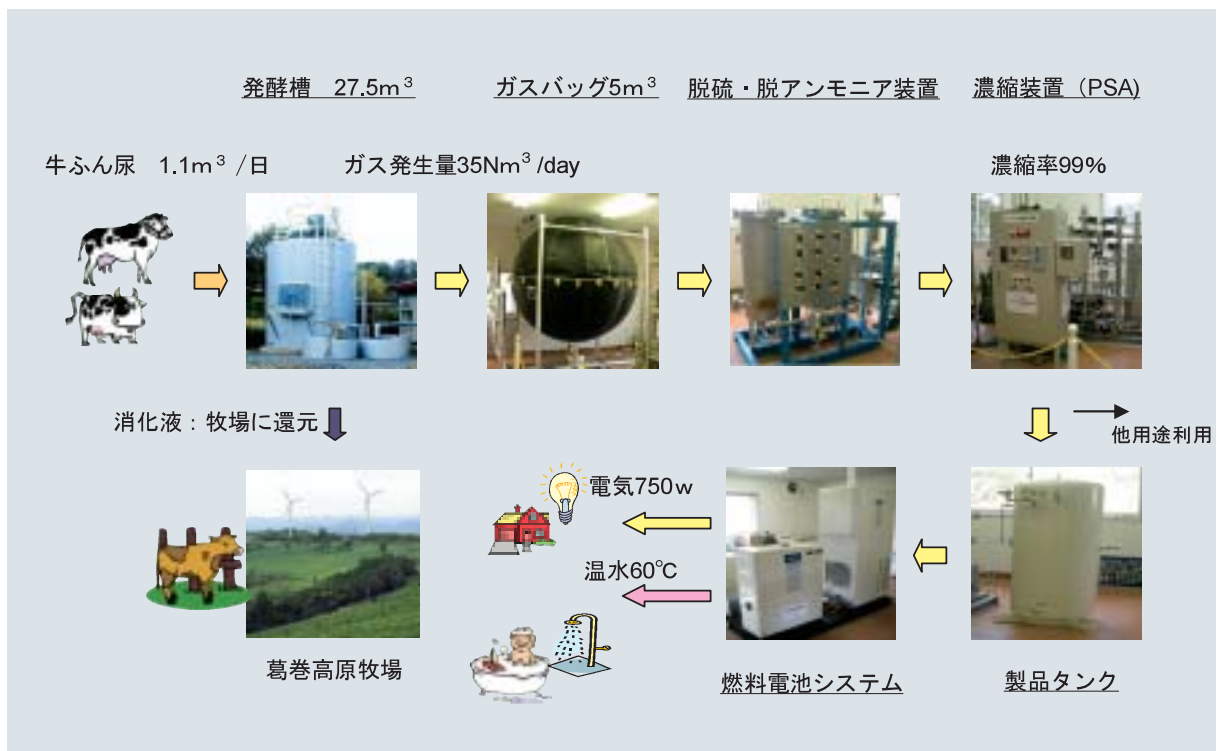 発酵槽　27.5m³
ガスバッグ5m³
脱硫・脱アンモニア装置
濃縮装置（PSA)
牛ふん尿　1.1m³ /日
ガス発生量35Nm³ /day
濃縮率99%
消化液：牧場に還元
他用途利用
電気750w
温水60℃
葛巻高原牧場
燃料電池システム
製品タンク